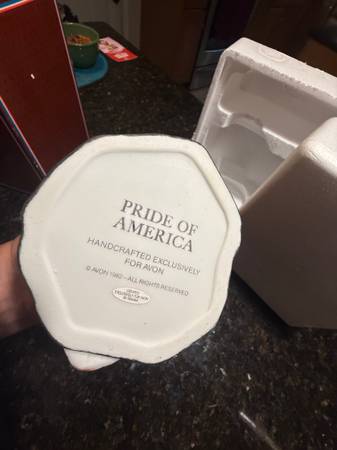 PRIDE OF
AMERICA
HANDCRAFTED EXCLUSIVELY
FOR AVON
© AVON 1982—ALL RIGHTS RESERVED